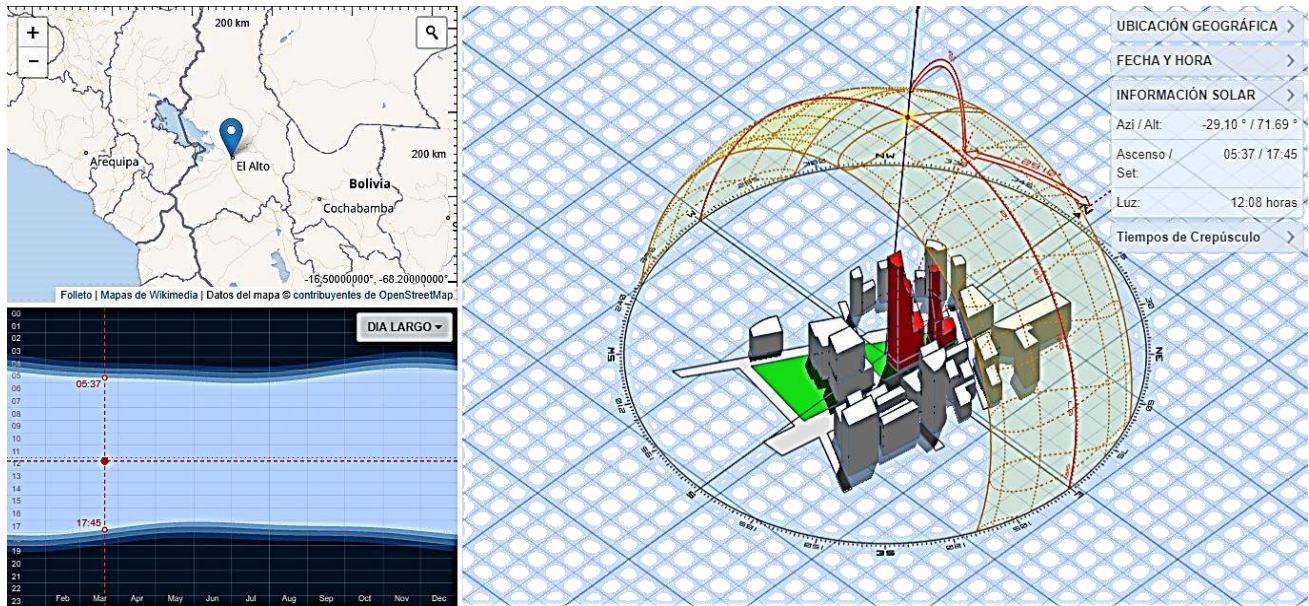 200 km
+
−
Arequipa
El Alto
200 km
Bolivia
Cochabamba
-16.50000000°, -68.20000000°
Folleto | Mapas de Wikimedia | Datos del mapa © contribuyentes de OpenStreetMap
DIA LARGO
00
01
02
03
04
05
06
07
08
09
10
11
12
13
14
15
16
17
18
19
20
21
22
23
05:37
17:45
Feb
Mar
Apr
May
Jun
Jul
Aug
Sep
Oct
Nov
Dec
UBICACIÓN GEOGRÁFICA
FECHA Y HORA
INFORMACIÓN SOLAR
Azi / Alt: -29.10 ° / 71.69 °
Ascenso / 05:37 / 17:45
Set:
Luz: 12:08 horas
Tiempos de Crepúsculo
NE
E
SE
S
SW
240
210